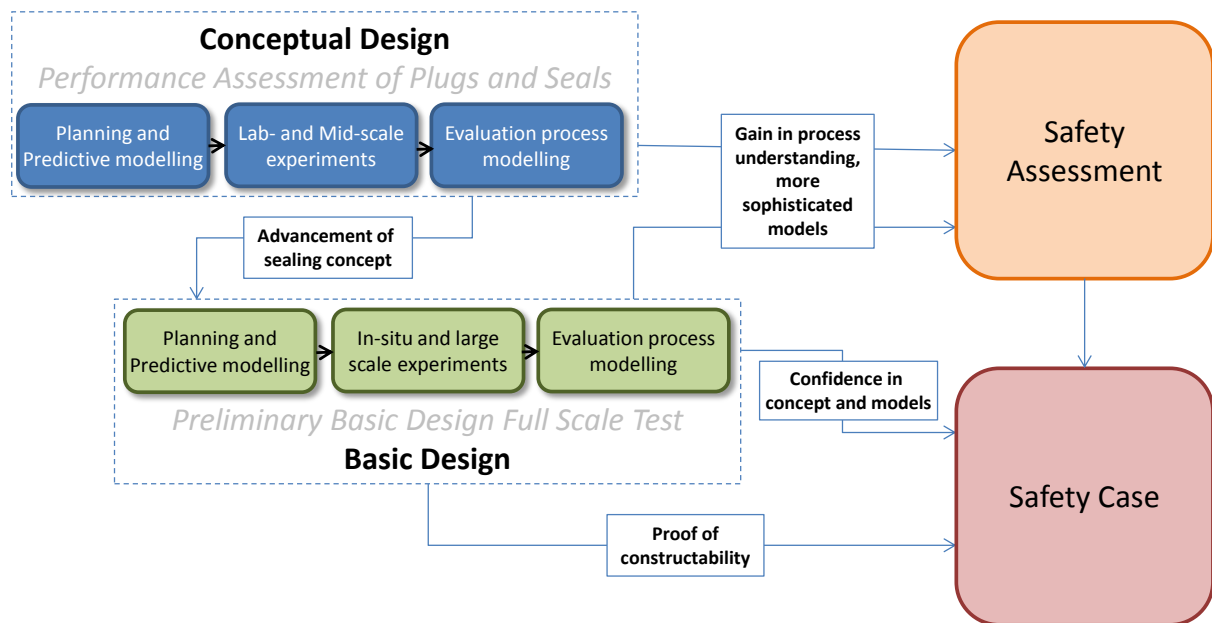 Conceptual Design
Performance Assessment of Plugs and Seals
Planning and
Predictive modelling
Lab- and Mid-scale
experiments
Evaluation process
modelling
Gain in process
understanding,
more
sophisticated
models
Safety
Assessment
Advancement of
sealing concept
Planning and
Predictive modelling
In-situ and large
scale experiments
Evaluation process
modelling
Preliminary Basic Design Full Scale Test
Basic Design
Confidence in
concept and models
Proof of
constructability
Safety Case